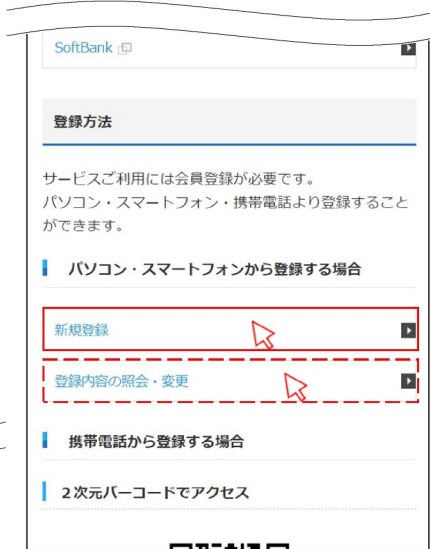 SoftBank
登録方法
サービスご利用には会員登録が必要です。
パソコン・スマートフォン・携帯電話より登録すること
ができます。
パソコン・スマートフォンから登録する場合
新規登録
登録内容の照会・変更
携帯電話から登録する場合
2次元バーコードでアクセス